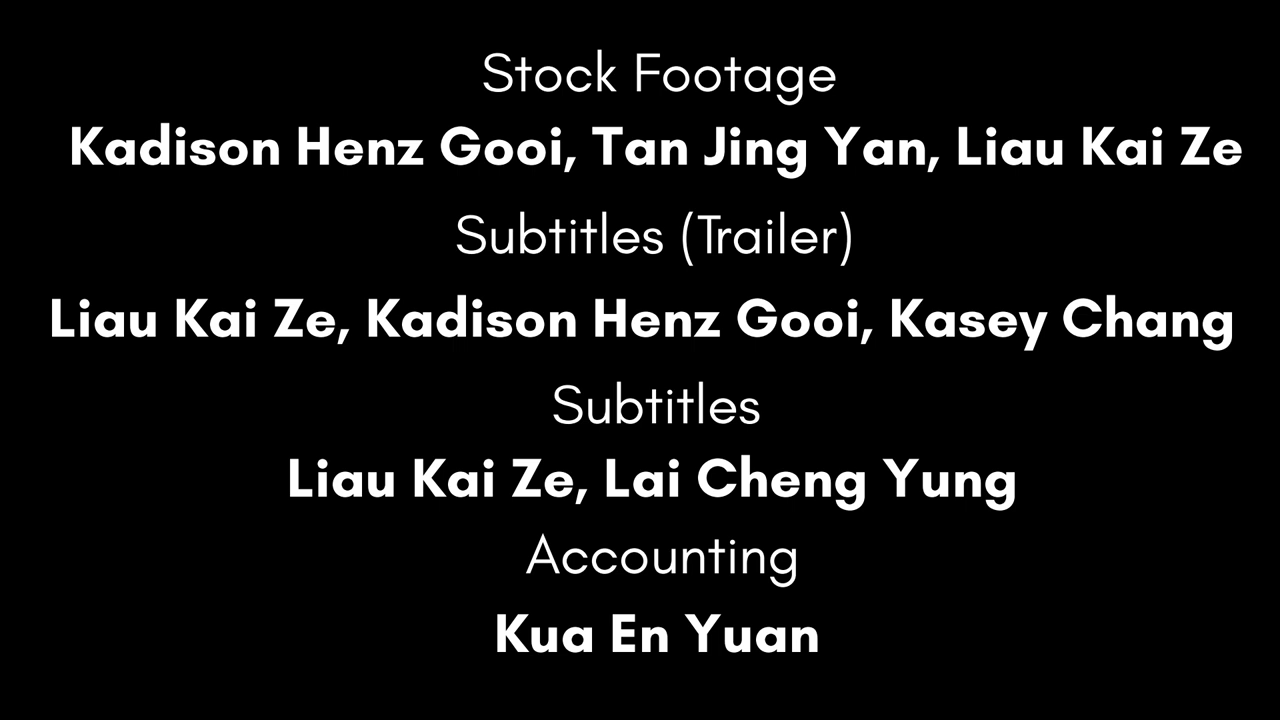 Stock Footage
Kadison Henz Gooi, Tan Jing Yan, Liau Kai Ze
Subtitles (Trailer)
Liau Kai Ze, Kadison Henz Gooi, Kasey Chang
Subtitles
Liau Kai Ze, Lai Cheng Yung
Accounting
Kua En Yuan